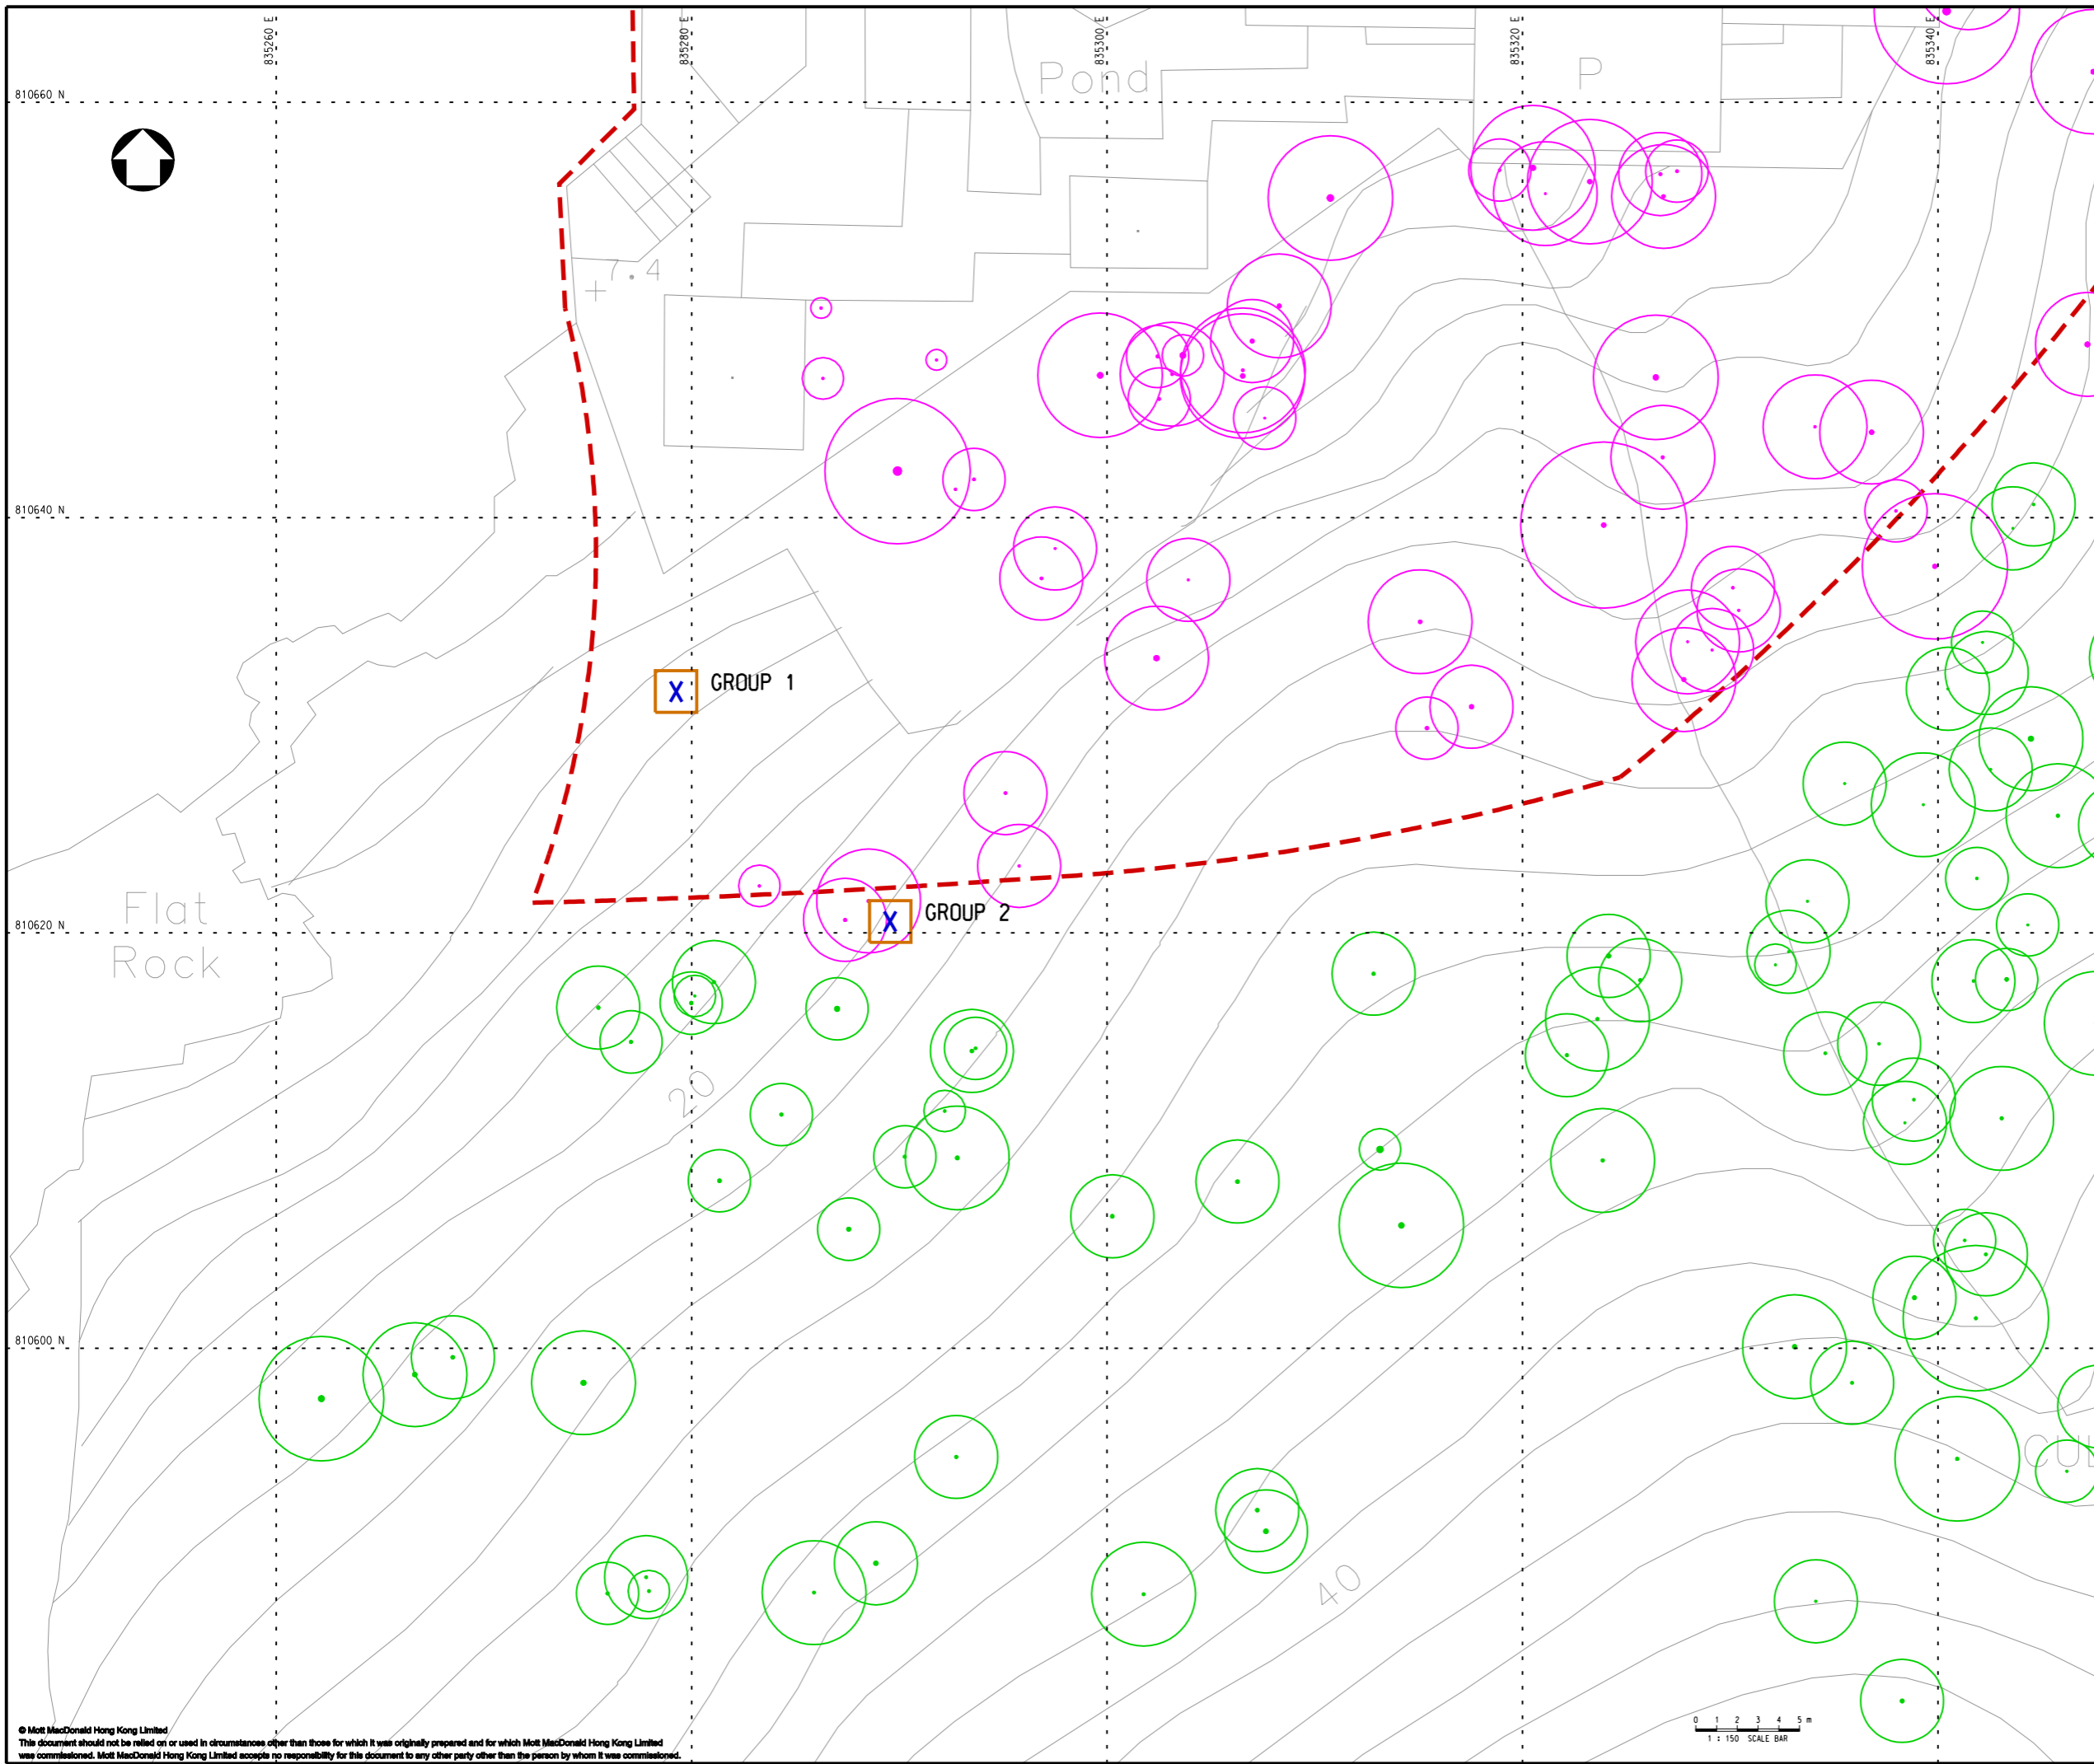 835260 E
835280 E
835300 E
835320 E
835340 E
Pond
P
810660 N
7.4
810640 N
GROUP 1
Flat
Rock
GROUP 2
810620 N
20
810600 N
CUL
40
0 1 2 3 4 5 m
1 : 150 SCALE BAR
© Mott MacDonald Hong Kong Limited
This document should not be relied on or used in circumstances other than those for which it was originally prepared and for which Mott MacDonald Hong Kong Limited
was commissioned. Mott MacDonald Hong Kong Limited accepts no responsibility for this document to any other party other than the person by whom it was commissioned.